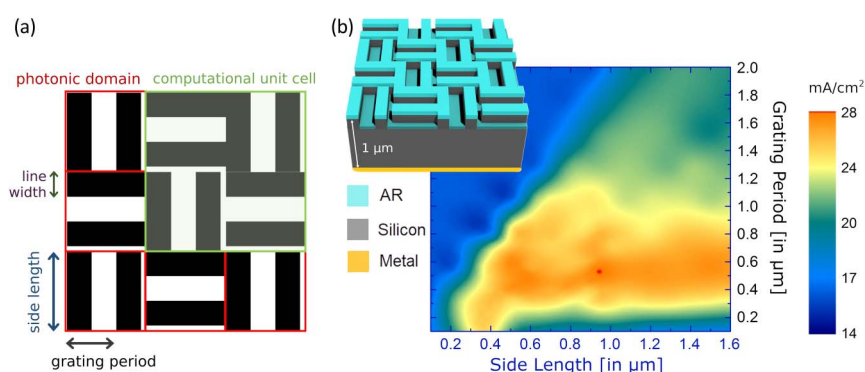 (a)
photonic domain
computational unit cell
line
width
side length
grating period
(b)
1 μm
AR
Silicon
Metal
2.0
1.8
1.6
1.4
1.2
1.0
0.8
0.6
0.4
0.2
Grating Period [in μm]
0.2 0.4 0.6 0.8 1.0 1.2 1.4 1.6
Side Length [in μm]
mA/cm²
28
26
24
22
20
17
14